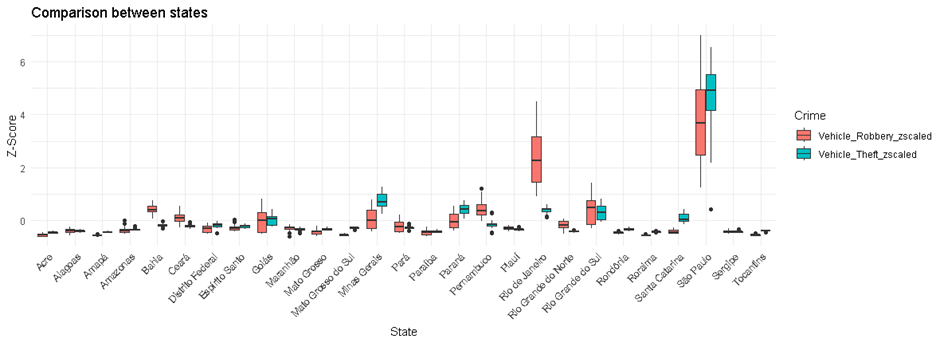 Comparison between states
Z-Score
6
4
2
0
Acre
Alagoas
Amapá
Amazonas
Bahia
Ceará
Distrito Federal
Espírito Santo
Goiás
Maranhão
Mato Grosso
Mato Grosso do Sul
Minas Gerais
Pará
Paraíba
Paraná
Pernambuco
Piauí
Rio de Janeiro
Rio Grande do Norte
Rio Grande do Sul
Rondônia
Roraima
Santa Catarina
São Paulo
Sergipe
Tocantins
State
Crime
Vehicle_Robbery_zscaled
Vehicle_Theft_zscaled